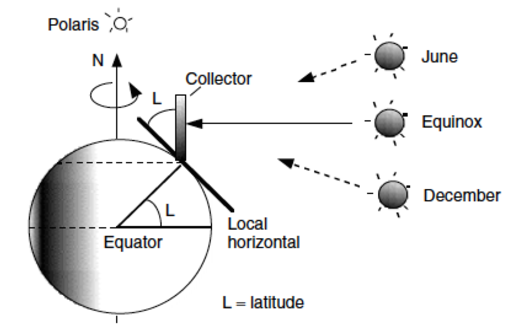 Polaris
N
Collector
L
June
Equinox
December
L
Equator
Local
horizontal
L = latitude